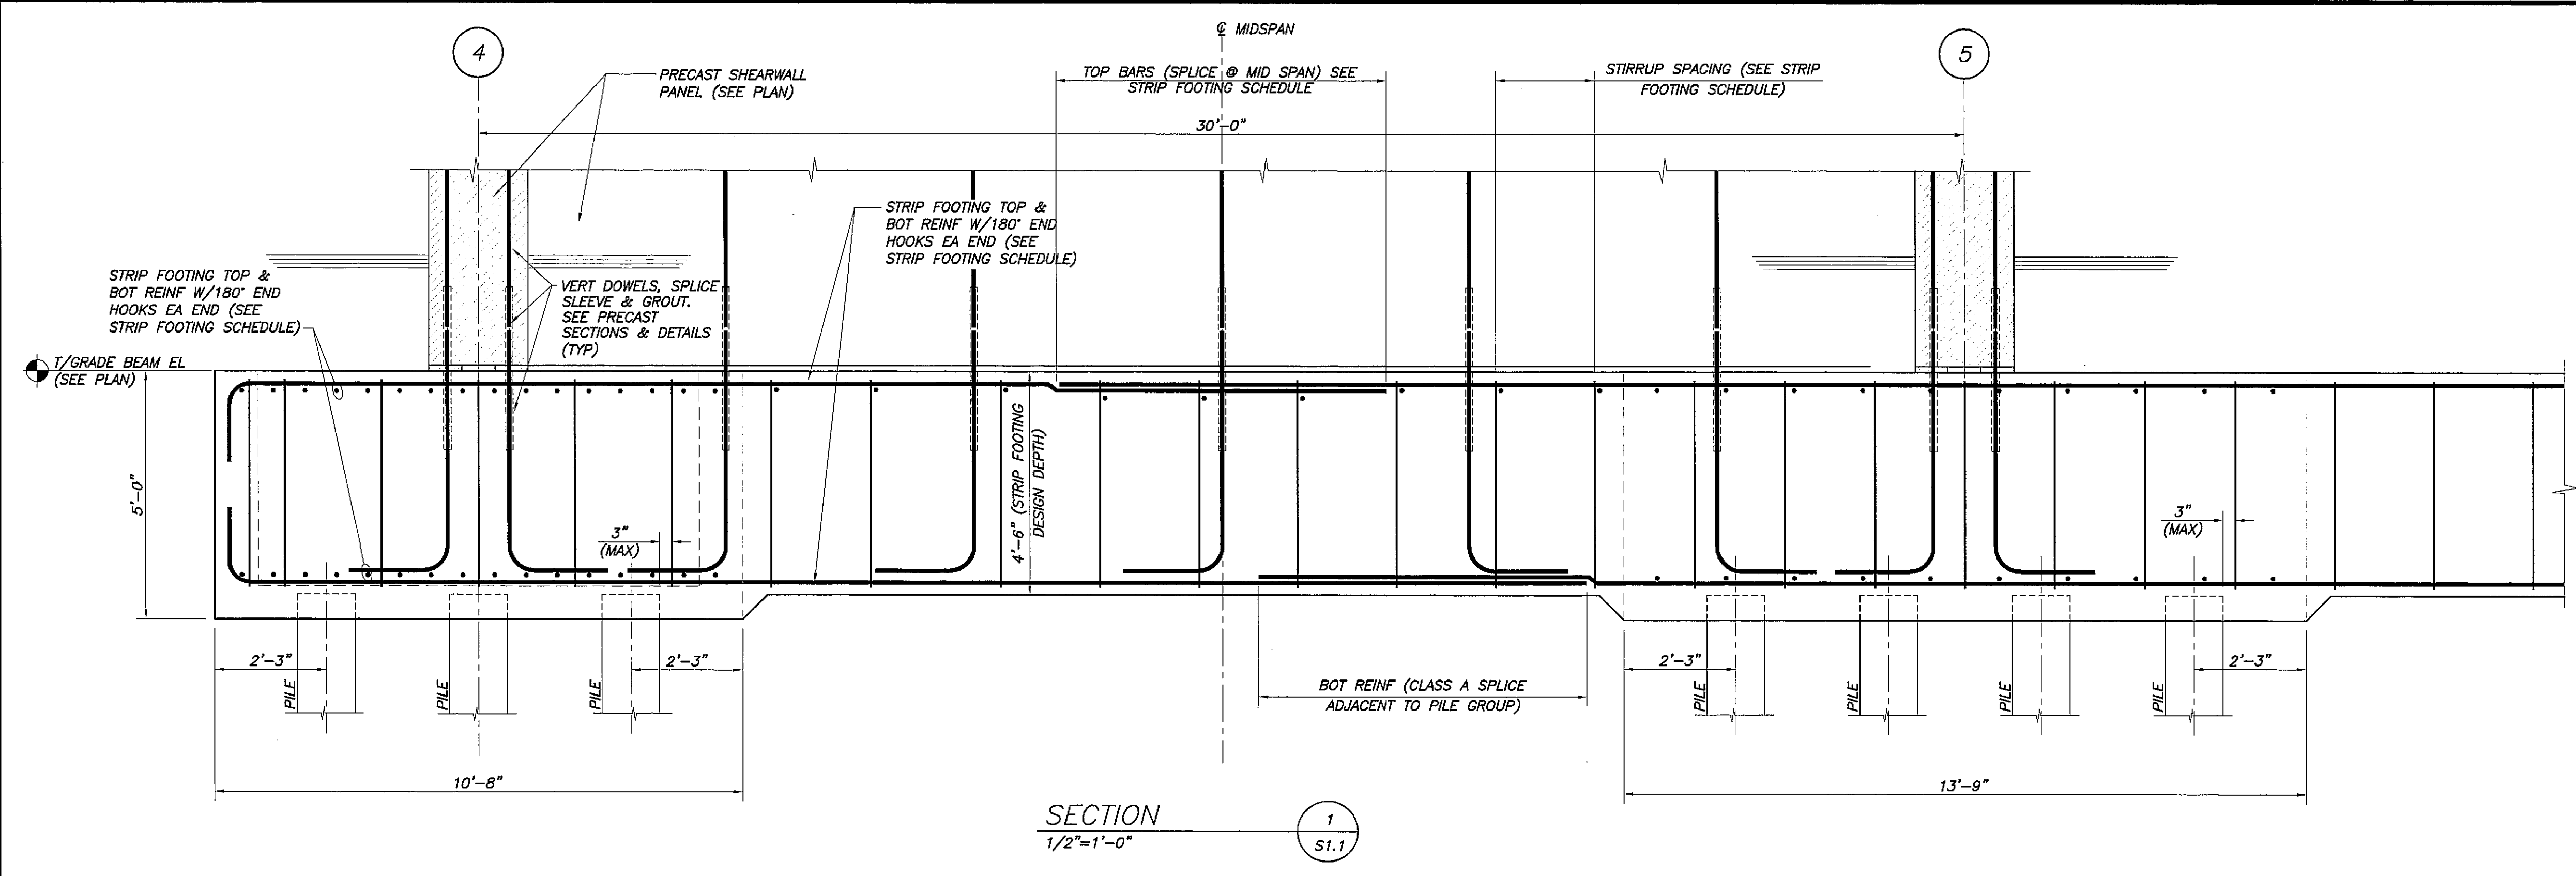 4
℄ MIDSPAN
5
PRECAST SHEARWALL
PANEL (SEE PLAN)
TOP BARS (SPLICE @ MID SPAN) SEE
STRIP FOOTING SCHEDULE
STIRRUP SPACING (SEE STRIP
FOOTING SCHEDULE)
30'-0"
STRIP FOOTING TOP &
BOT REINF W/180° END
HOOKS EA END (SEE
STRIP FOOTING SCHEDULE)
STRIP FOOTING TOP &
BOT REINF W/180° END
HOOKS EA END (SEE
STRIP FOOTING SCHEDULE)
VERT DOWELS, SPLICE
SLEEVE & GROUT.
SEE PRECAST
SECTIONS & DETAILS
(TYP)
T/GRADE BEAM EL
(SEE PLAN)
5'-0"
3"
(MAX)
4'-6" (STRIP FOOTING
DESIGN DEPTH)
3"
(MAX)
2'-3"
PILE
PILE
PILE
2'-3"
BOT REINF (CLASS A SPLICE
ADJACENT TO PILE GROUP)
2'-3"
PILE
PILE
PILE
PILE
2'-3"
10'-8"
13'-9"
SECTION
1/2"=1'-0"
1
S1.1